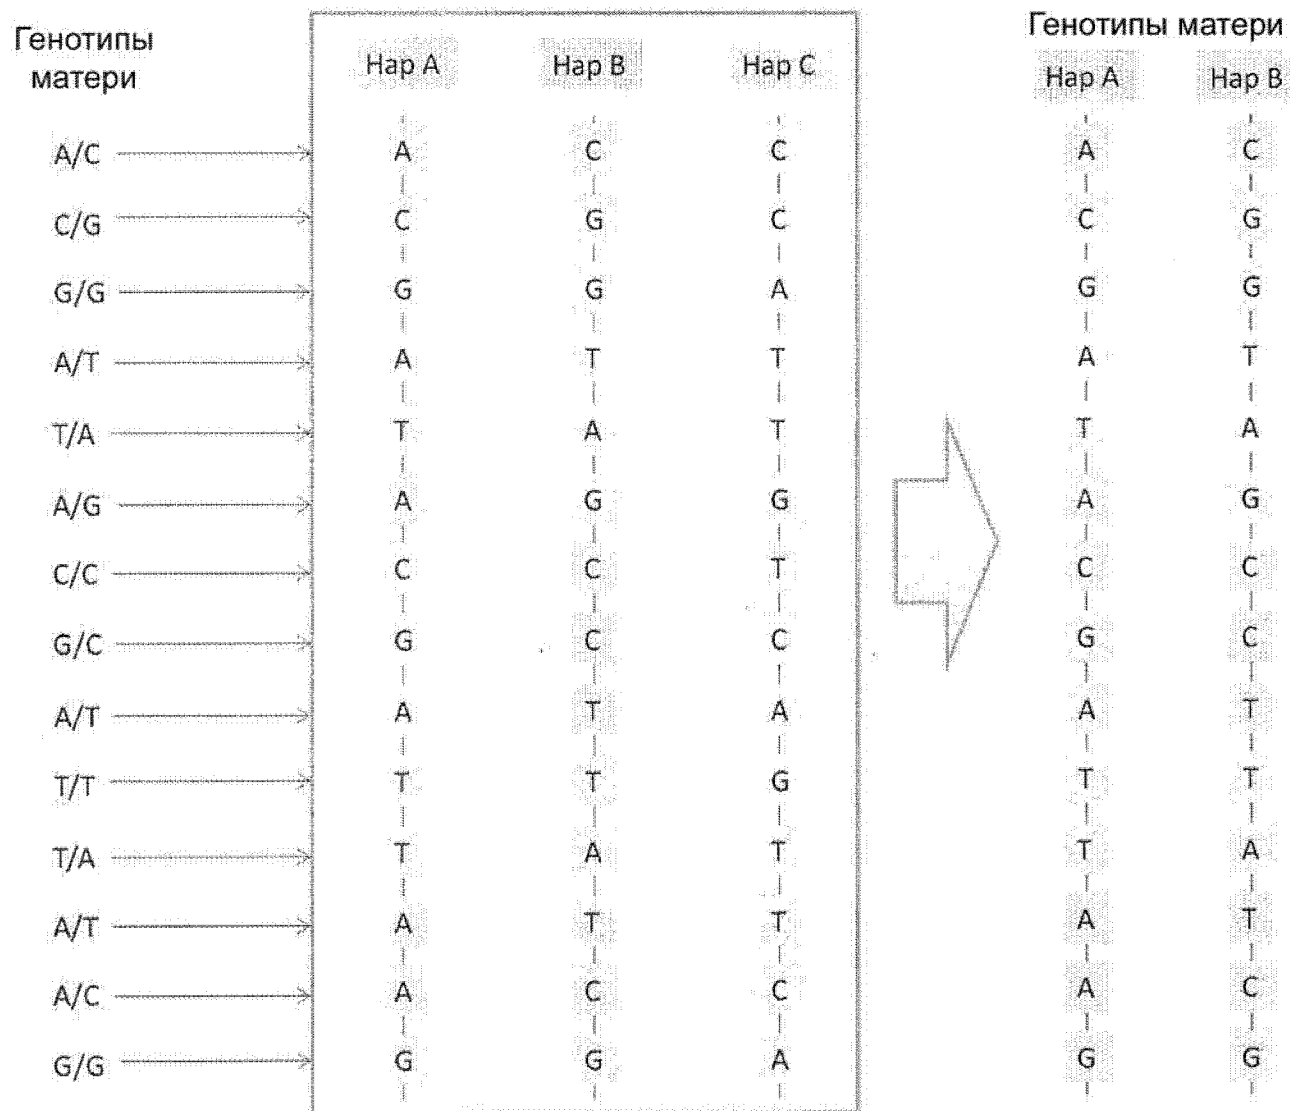 Генотипы
матери
Hap A Hap B Hap C
Генотипы матери
Hap A Hap B
A/C A C C A C
C/G C G C C G
G/G G G A G G
A/T A T T A T
T/A T A T T A
A/G A G G A G
C/C C C T C C
G/C G C C G C
A/T A T A A T
T/T T T G T T
T/A T A T T A
A/T A T T A T
A/C A C C A C
G/G G G A G G